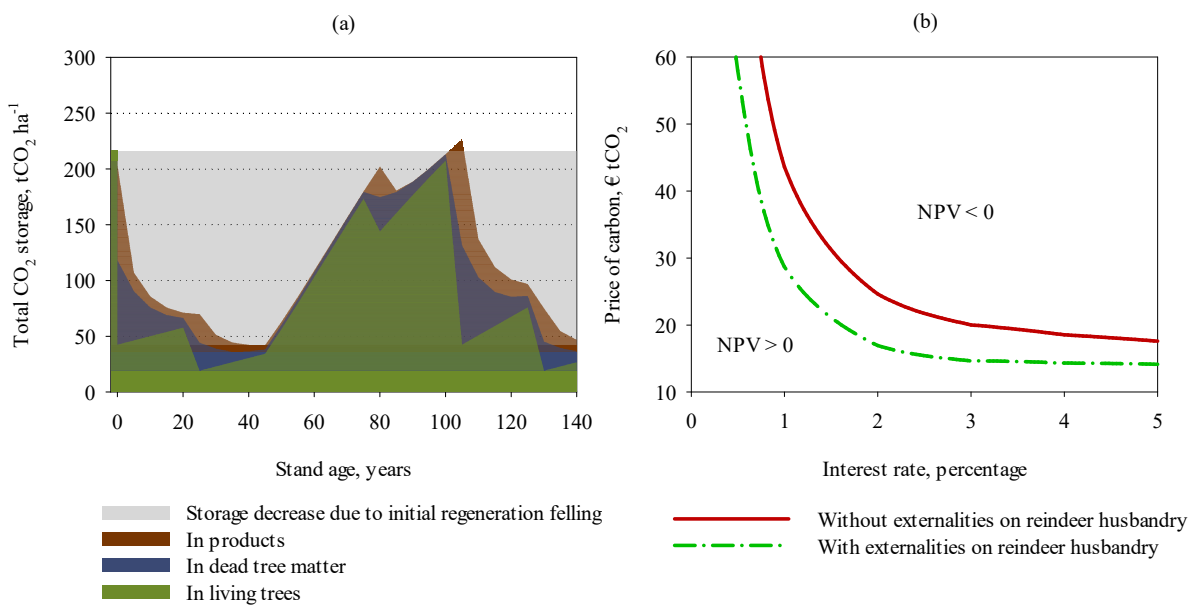 (a)
300
250
200
150
100
50
0
Total CO2 storage, tCO2 ha-1
0 20 40 60 80 100 120 140
Stand age, years
Storage decrease due to initial regeneration felling
In products
In dead tree matter
In living trees
(b)
60
50
40
30
20
10
Price of carbon, € tCO2
NPV < 0
NPV > 0
0 1 2 3 4 5
Interest rate, percentage
Without externalities on reindeer husbandry
With externalities on reindeer husbandry